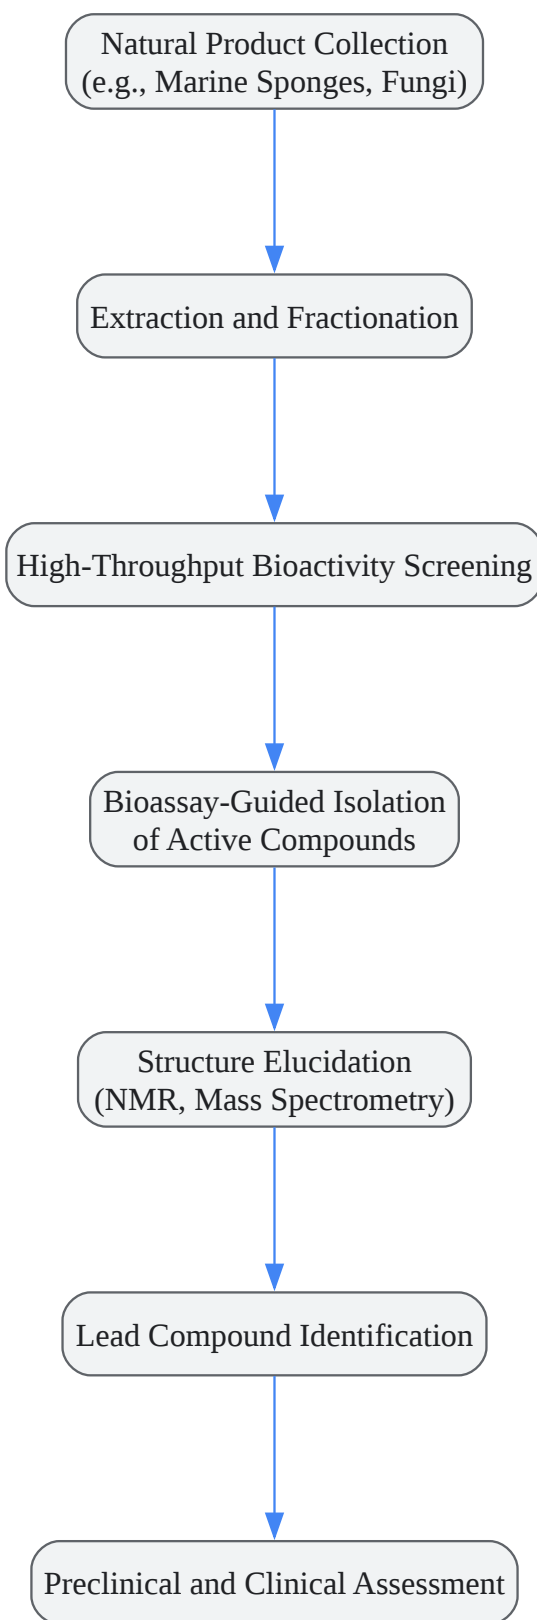 Natural Product Collection
(e.g., Marine Sponges, Fungi)
Extraction and Fractionation
High-Throughput Bioactivity Screening
Bioassay-Guided Isolation
of Active Compounds
Structure Elucidation
(NMR, Mass Spectrometry)
Lead Compound Identification
Preclinical and Clinical Assessment